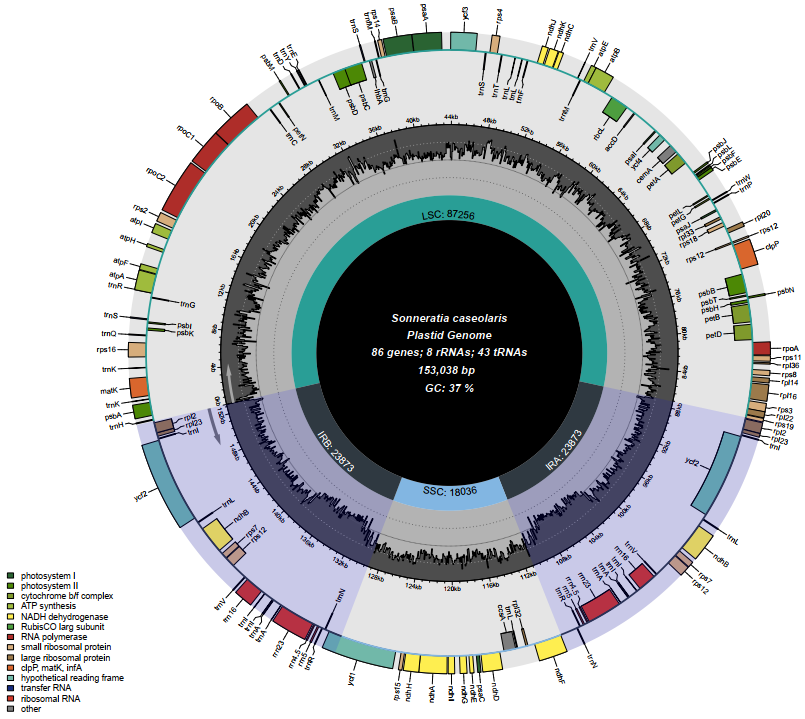 Sonneratia caseolaris
Plastid Genome
86 genes; 8 rRNAs; 43 tRNAs
153,038 bp
GC: 37 %
LSC: 87256
IRB: 23873
IRA: 23873
SSC: 18036
psaB
psaA
ycf3
rps4
ndhJ
ndhK
ndhC
trnV
atpE
atpB
trnS
trnT
trnL
trnL
trnF
trnM
rbcL
accD
psaI
ycf4
cemA
petA
psbJ
psbL
psbF
psbE
petL
petG
psaJ
rpl33
rps18
trnW
trnP
rpl20
rps12
rps12
clpP
psbB
psbT
psbH
psbN
petB
petD
rpoA
rps11
rpl36
rps8
rpl14
rpl16
rps3
rpl22
rps19
rpl2
rpl23
trnI
ycf2
trnL
ndhB
rps7
rps12
trnV
rrn16
trnI
trnA
trnA
rrn23
rrn4.5
rrn5
trnR
trnN
ndhF
rpl32
trnL
ccsA
ndhD
psaC
ndhE
ndhG
ndhI
ndhA
ndhH
rps15
ycf1
trnN
trnR
rrn5
rrn4.5
rrn23
trnA
trnI
rrn16
trnV
rps12
rps7
ndhB
trnL
ycf2
trnI
rpl23
rpl2
trnH
psbA
trnK
matK
trnK
rps16
trnQ
psbK
psbI
trnS
trnG
trnR
atpA
atpF
atpH
atpI
rps2
rpoC2
rpoC1
rpoB
trnC
petN
psbM
trnD
trnY
trnE
trnM
psbD
psbC
trnS
trnG
trnfM
rps14
0kb
4kb
8kb
12kb
16kb
20kb
24kb
28kb
32kb
36kb
40kb
44kb
48kb
52kb
56kb
60kb
64kb
68kb
72kb
76kb
80kb
84kb
88kb
92kb
96kb
100kb
104kb
108kb
112kb
116kb
120kb
124kb
128kb
132kb
136kb
140kb
144kb
148kb
152kb
photosystem I
photosystem II
cytochrome b/f complex
ATP synthesis
NADH dehydrogenase
RubisCO larg subunit
RNA polymerase
small ribosomal protein
large ribosomal protein
clpP, matK, infA
hypothetical reading frame
transfer RNA
ribosomal RNA
other